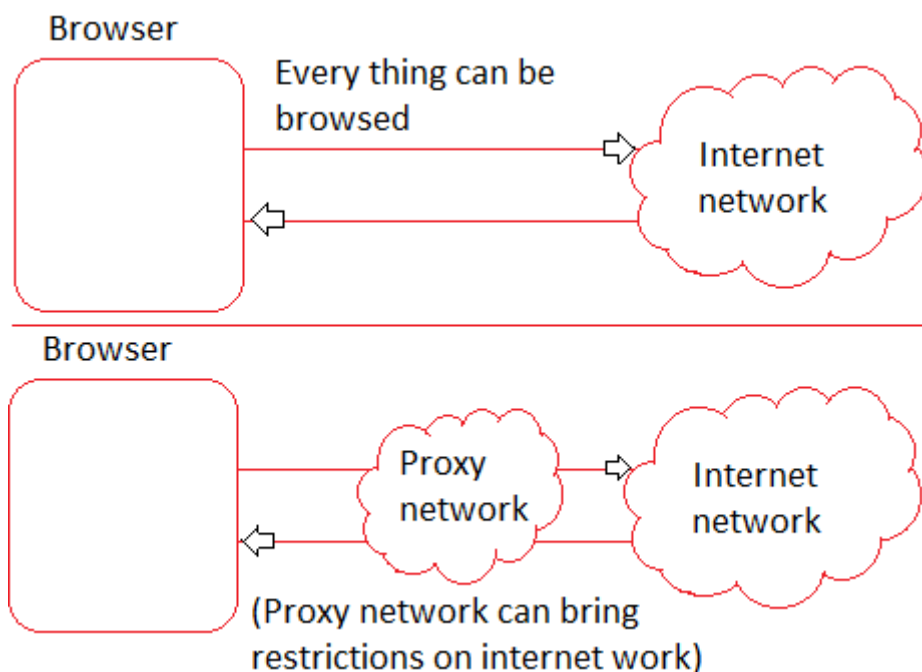 Browser
Every thing can be
browsed
Internet
network
Browser
Proxy
network
Internet
network
(Proxy network can bring
restrictions on internet work)